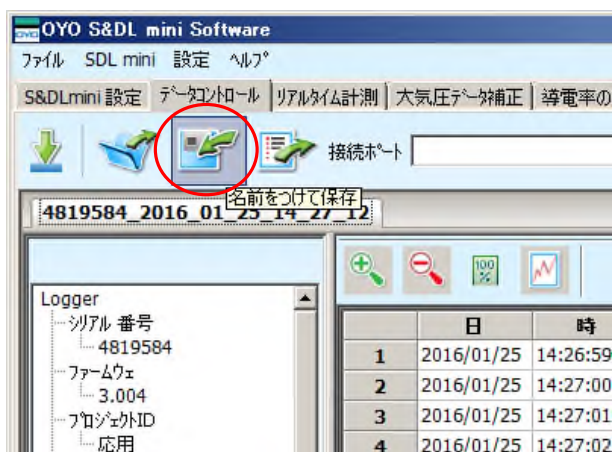 OYO S&DL mini Software
ファイル SDL mini 設定 ヘルプ
S&DLmini 設定 データコントロール リアルタイム計測 大気圧データ補正 導電率の
接続ポート
名前をつけて保存
4819584_2016_01_25_14_27_12
Logger
シリアル 番号
4819584
ファームウェ
3.004
プロジェクトID
応用
100%
日 時
1 2016/01/25 14:26:59
2 2016/01/25 14:27:00
3 2016/01/25 14:27:01
4 2016/01/25 14:27:02